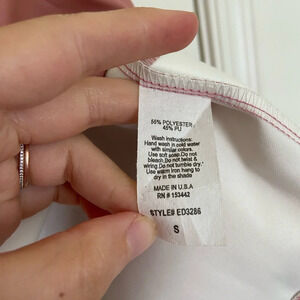 55% POLYESTER
45% PU
Wash instructions:
Hand wash in cold water
with similar colors.
Use soft soap.Do not
bleach.Do not twist &
wiring.Do not tumble dry.
Use warm iron hang to
dry in the shade
MADE IN U.S.A
RN # 153442
STYLE# ED3286
S